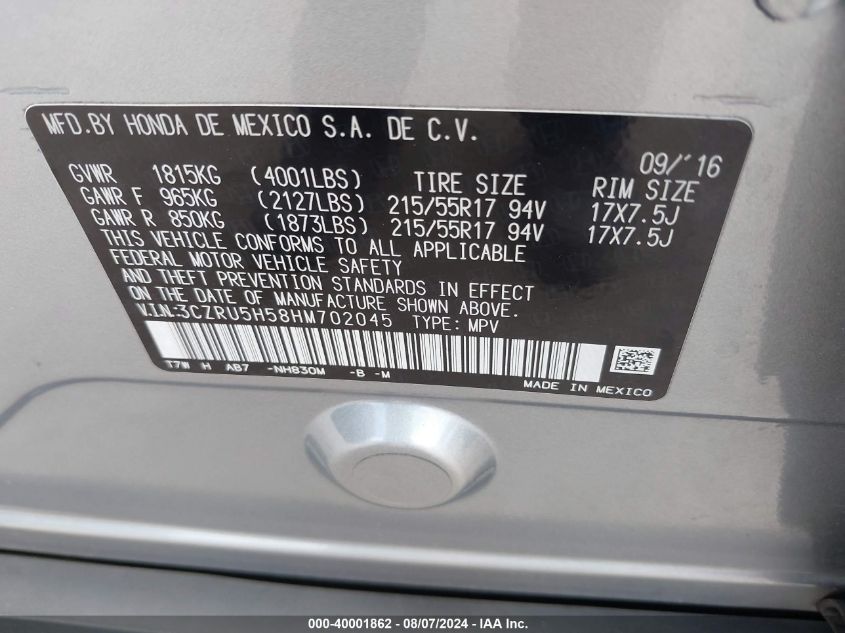 MFD.BY HONDA DE MEXICO S.A. DE C.V.
09/'16
GVWR 1815KG (4001LBS) TIRE SIZE RIM SIZE
GAWR F 965KG (2127LBS) 215/55R17 94V 17X7.5J
GAWR R 850KG (1873LBS) 215/55R17 94V 17X7.5J
THIS VEHICLE CONFORMS TO ALL APPLICABLE
FEDERAL MOTOR VEHICLE SAFETY
AND THEFT PREVENTION STANDARDS IN EFFECT
ON THE DATE OF MANUFACTURE SHOWN ABOVE.
V.I.N.:3CZRU5H58HM702045 TYPE: MPV
T7W H AB7 -NH830M -B -M MADE IN MEXICO
000-40001862 - 08/07/2024 - IAA Inc.